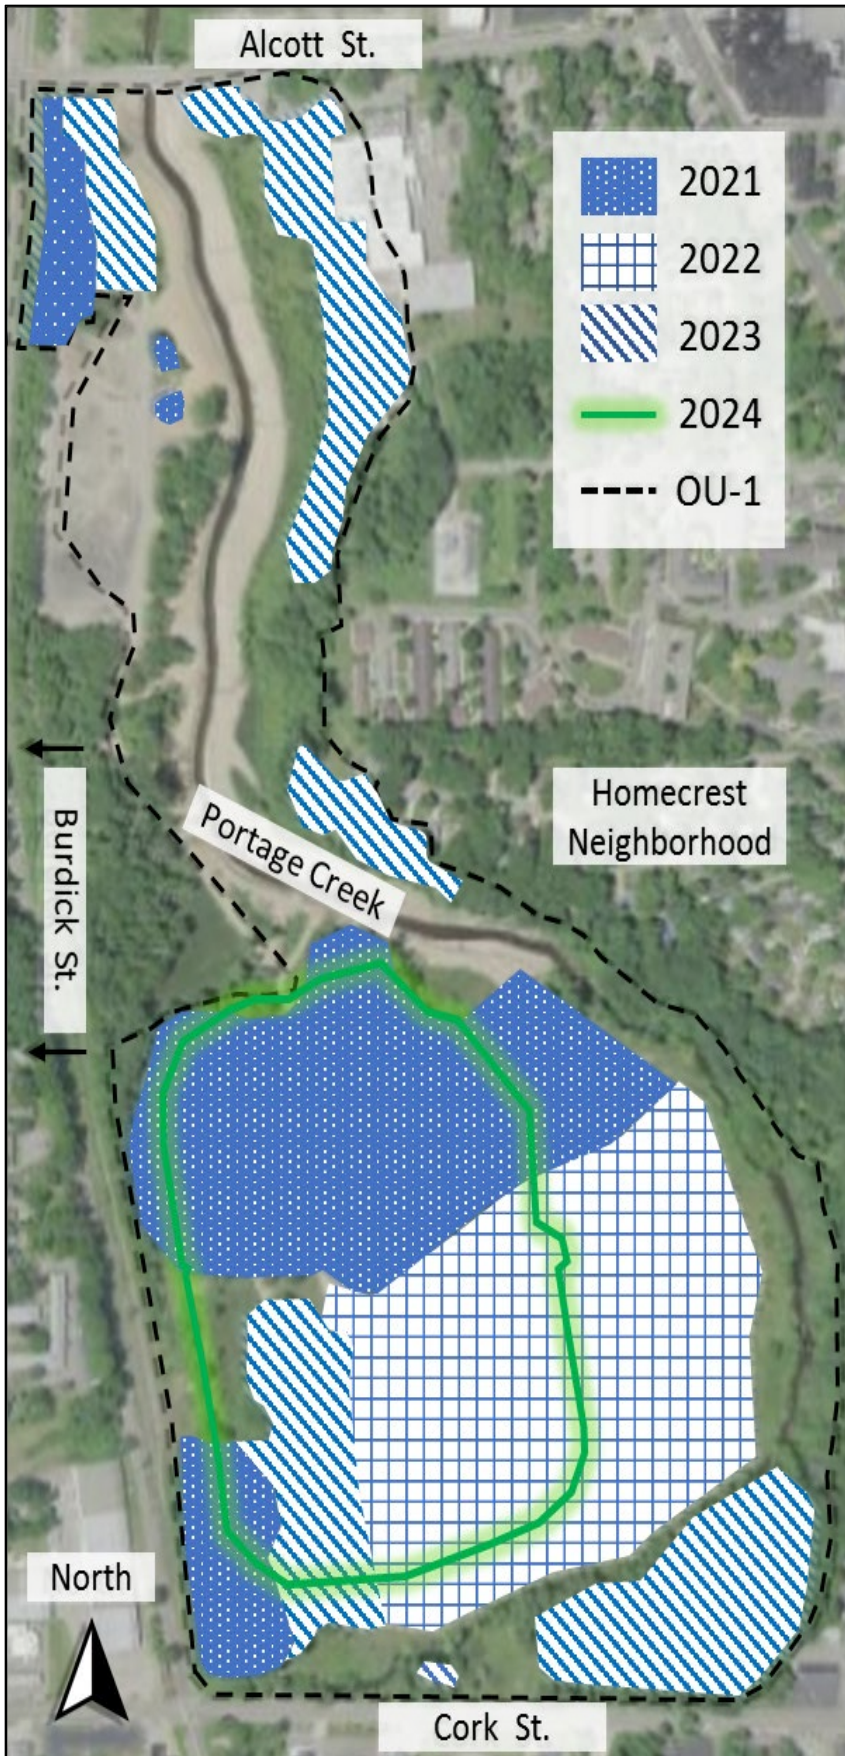 Alcott St.
2021
2022
2023
2024
OU-1
Homecrest
Neighborhood
Portage Creek
Burdick St.
North
Cork St.